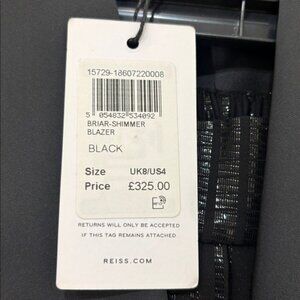 15729-18607220008
5 054832 534092
BRIAR-SHIMMER
BLAZER
BLACK
Size UK8/US4
Price £325.00
RETURNS WILL ONLY BE ACCEPTED
IF THIS TAG REMAINS ATTACHED
REISS.COM